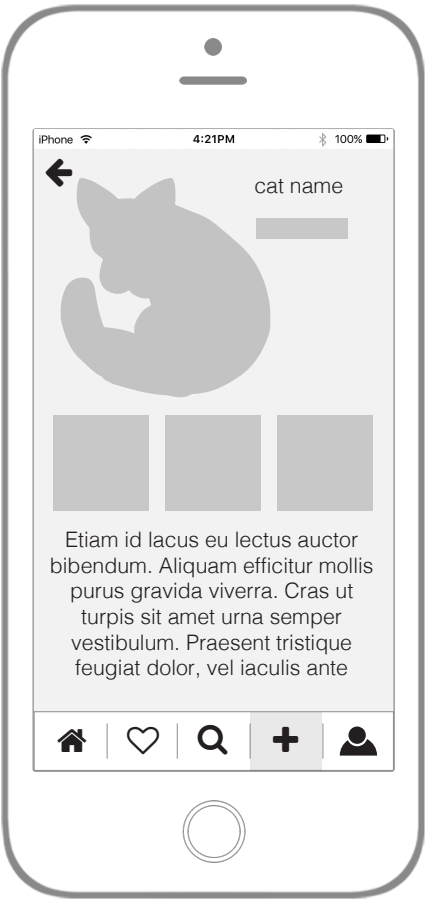 iPhone 4:21PM 100%
cat name
Etiam id lacus eu lectus auctor
bibendum. Aliquam efficitur mollis
purus gravida viverra. Cras ut
turpis sit amet urna semper
vestibulum. Praesent tristique
feugiat dolor, vel iaculis ante